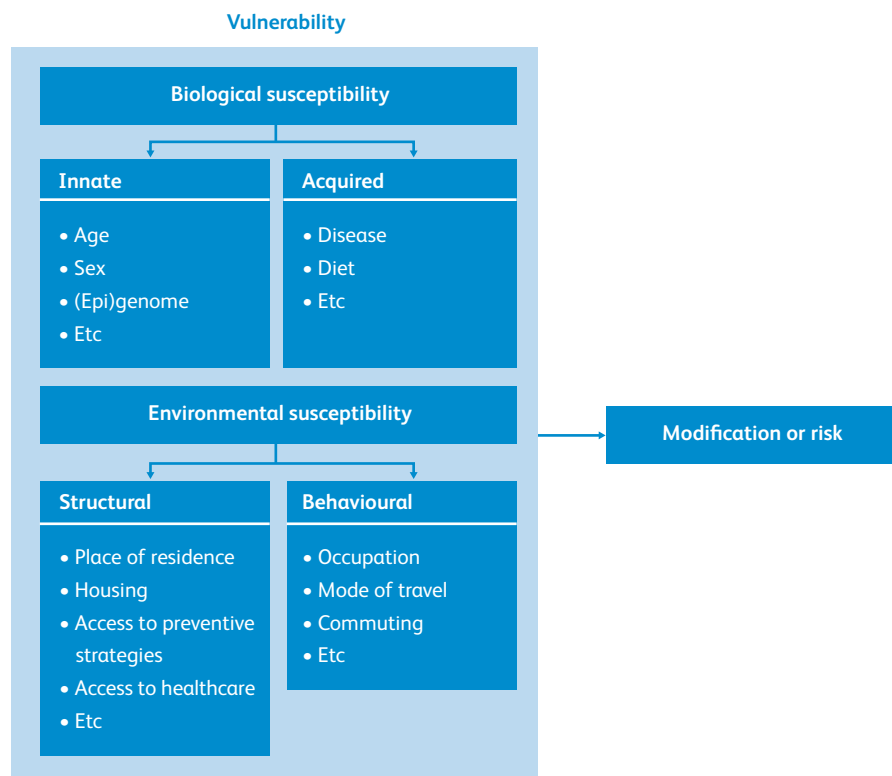 Vulnerability
Biological susceptibility
Innate
• Age
• Sex
• (Epi)genome
• Etc
Acquired
• Disease
• Diet
• Etc
Environmental susceptibility
Structural
• Place of residence
• Housing
• Access to preventive
strategies
• Access to healthcare
• Etc
Behavioural
• Occupation
• Mode of travel
• Commuting
• Etc
Modification or risk